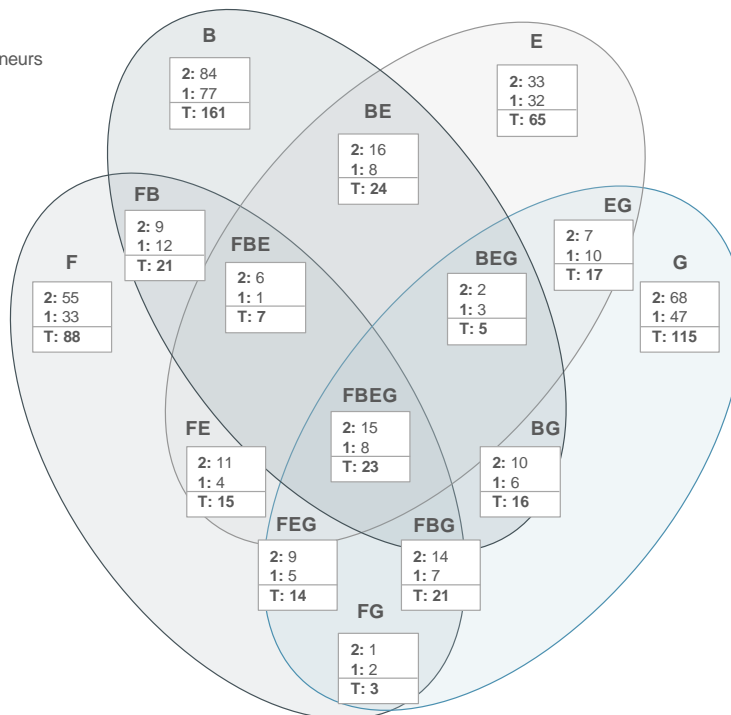 neurs
B
2: 84
1: 77
T: 161
E
2: 33
1: 32
T: 65
BE
2: 16
1: 8
T: 24
FB
2: 9
1: 12
T: 21
EG
2: 7
1: 10
T: 17
FBE
2: 6
1: 1
T: 7
BEG
2: 2
1: 3
T: 5
F
2: 55
1: 33
T: 88
G
2: 68
1: 47
T: 115
FBEG
2: 15
1: 8
T: 23
FE
2: 11
1: 4
T: 15
BG
2: 10
1: 6
T: 16
FEG
2: 9
1: 5
T: 14
FBG
2: 14
1: 7
T: 21
FG
2: 1
1: 2
T: 3